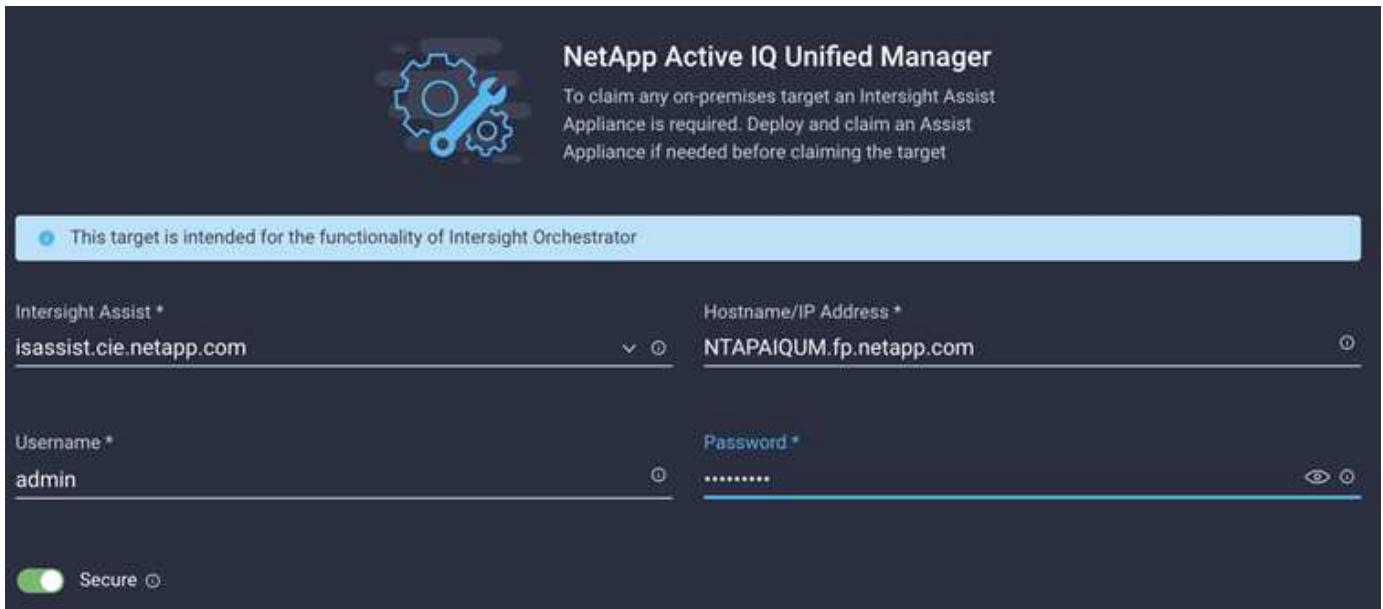 NetApp Active IQ Unified Manager
To claim any on-premises target an Intersight Assist
Appliance is required. Deploy and claim an Assist
Appliance if needed before claiming the target
This target is intended for the functionality of Intersight Orchestrator
Intersight Assist *
isassist.cie.netapp.com
Hostname/IP Address *
NTAPAIQUM.fp.netapp.com
Username *
admin
Password *
•••••••••
Secure